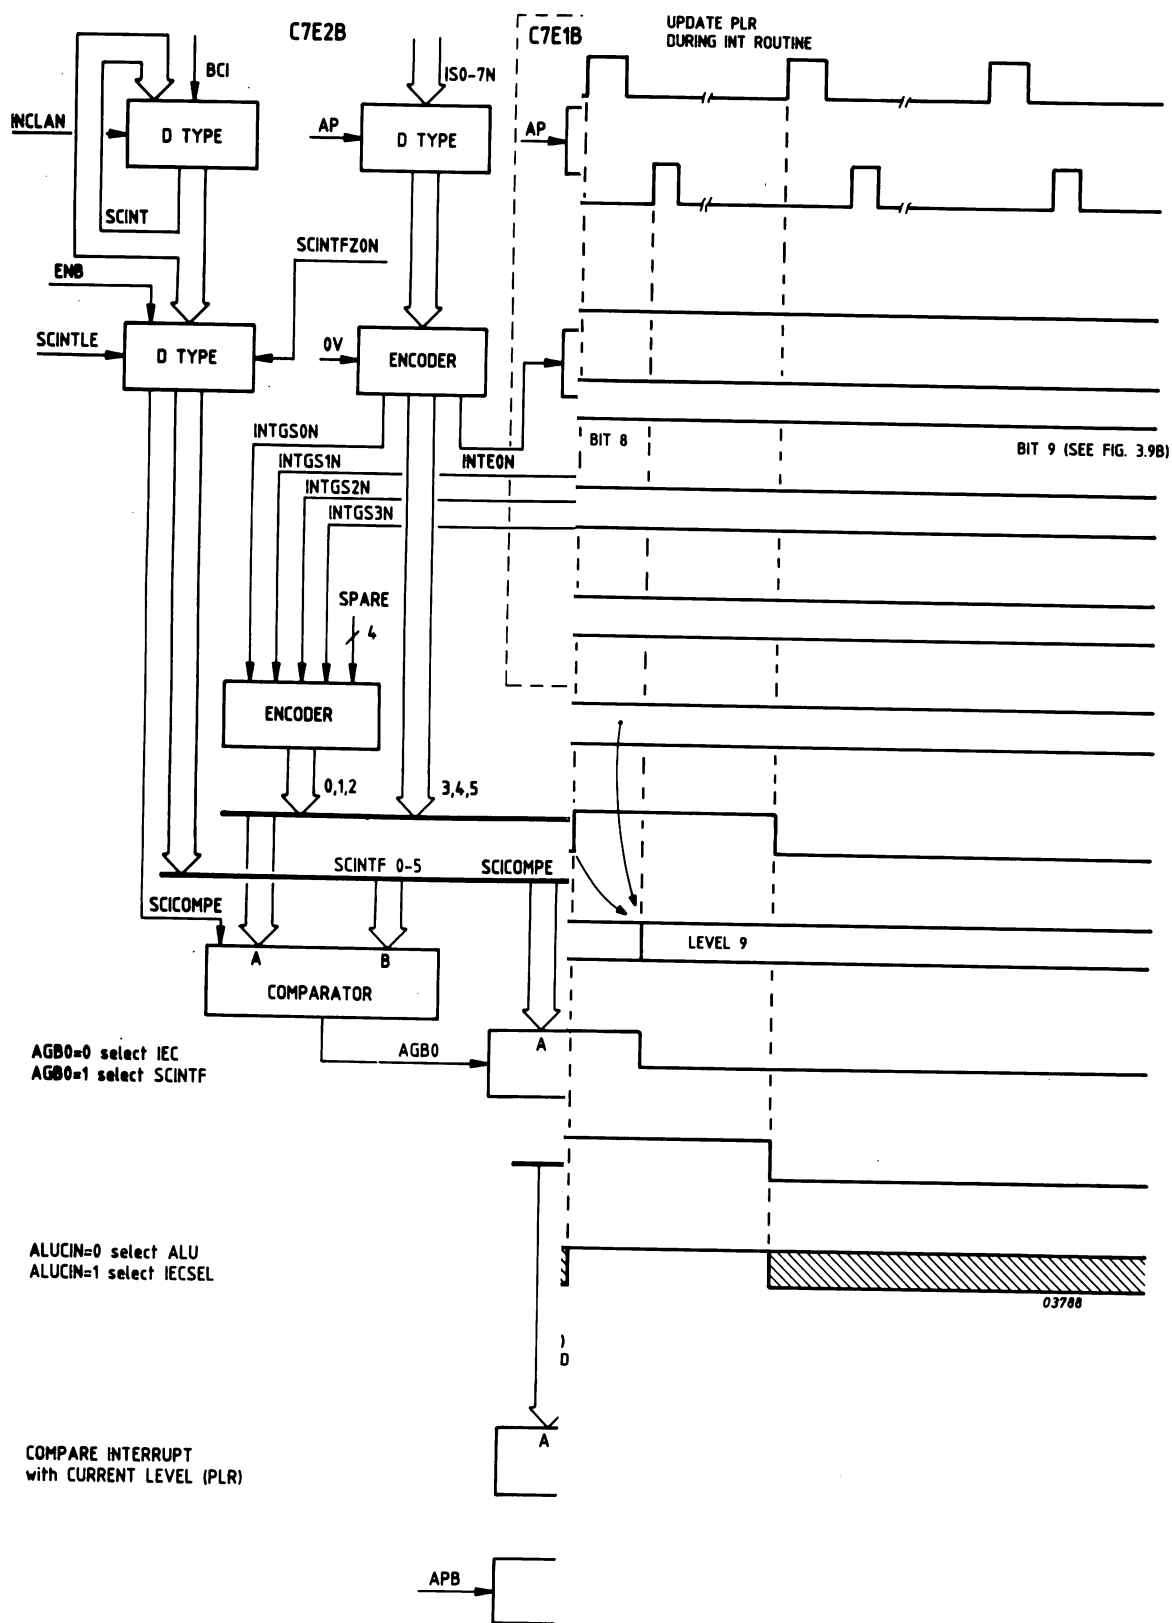 C7E2B
C7E1B
UPDATE PLR
DURING INT ROUTINE
BCI
IS0-7N
INCLAN
D TYPE
AP
D TYPE
AP
SCINT
SCINTFZ0N
ENB
SCINTLE
D TYPE
0V
ENCODER
INTGS0N
BIT 8
BIT 9 (SEE FIG. 3.9B)
INTGS1N
INTE0N
INTGS2N
INTGS3N
SPARE
4
ENCODER
0,1,2
3,4,5
SCINTF 0-5
SCICOMPE
SCICOMPE
A
B
LEVEL 9
COMPARATOR
AGB0=0 select IEC
AGB0=1 select SCINTF
AGB0
A
ALUCIN=0 select ALU
ALUCIN=1 select IECSEL
03788
)
D
A
COMPARE INTERRUPT
with CURRENT LEVEL (PLR)
APB